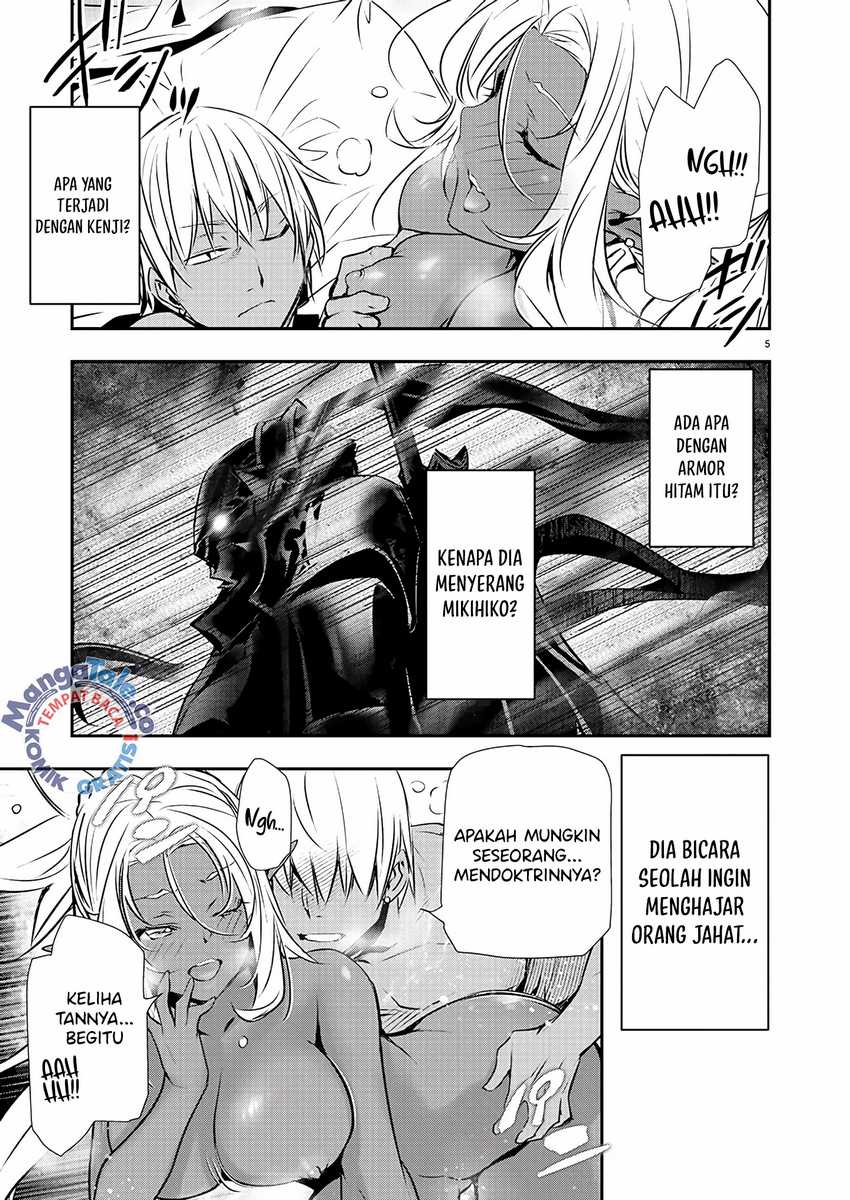 NGH!!
AHH!!
APA YANG
TERJADI
DENGAN KENJI?
5
ADA APA
DENGAN
ARMOR
HITAM ITU?
KENAPA DIA
MENYERANG
MIKIHIKO?
MangaTale.co
TEMPAT BACA
KOMIK
GRATIS
DIA BICARA
SEOLAH INGIN
MENGHAJAR
ORANG JAHAT...
APAKAH MUNGKIN
SESEORANG...
MENDOKTRINNYA?
Ngh...
KELIHA
TANNYA...
BEGITU
AAH
HH!!